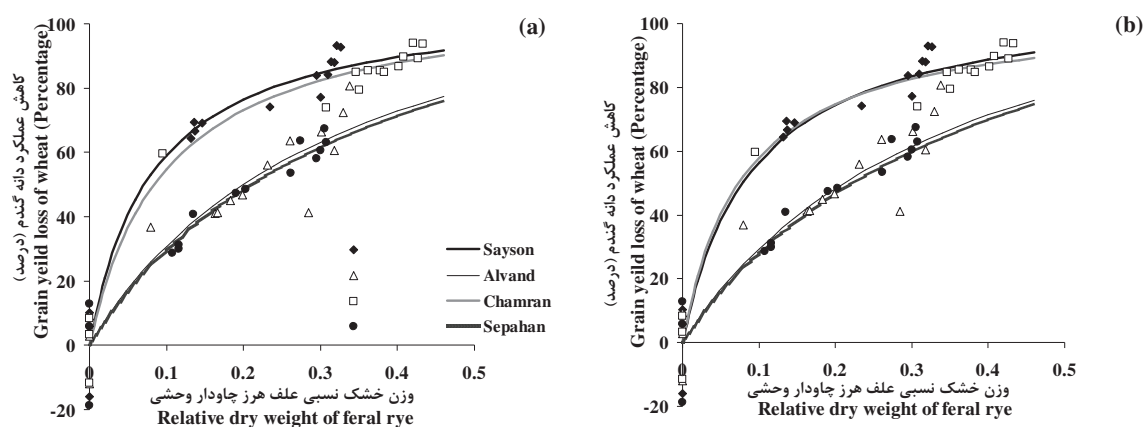 (a)
کاهش عملکرد دانه گندم (درصد)
Grain yeild loss of wheat (Percentage)
100
80
60
40
20
0
-20
0
0.1
0.2
0.3
0.4
0.5
Sayson
Alvand
Chamran
Sepahan
وزن خشک نسبی علف هرز چاودار وحشی
Relative dry weight of feral rye
(b)
کاهش عملکرد دانه گندم (درصد)
Grain yeild loss of wheat (Percentage)
100
80
60
40
20
0
-20
0
0.1
0.2
0.3
0.4
0.5
وزن خشک نسبی علف هرز چاودار وحشی
Relative dry weight of feral rye